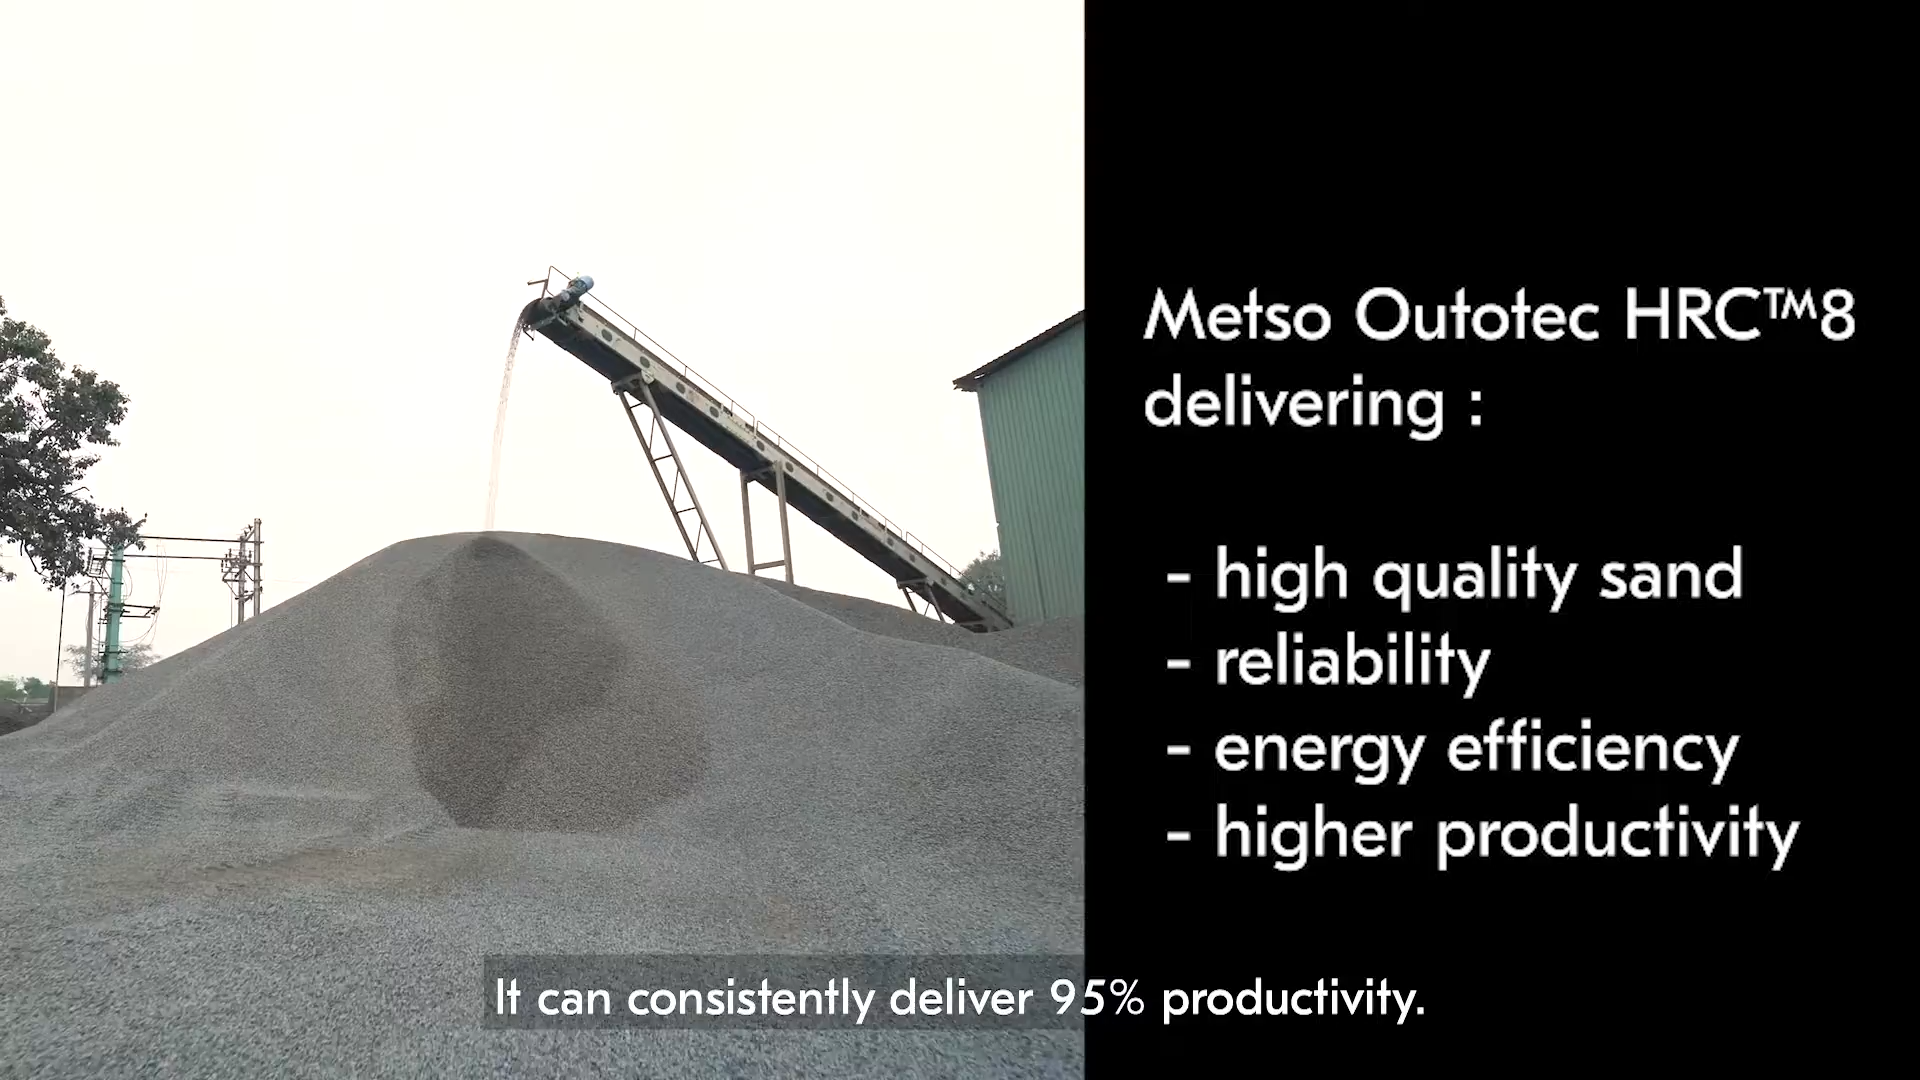 Metso Outotec HRC™8
delivering :
- high quality sand
- reliability
- energy efficiency
- higher productivity
It can consistently deliver 95% productivity.